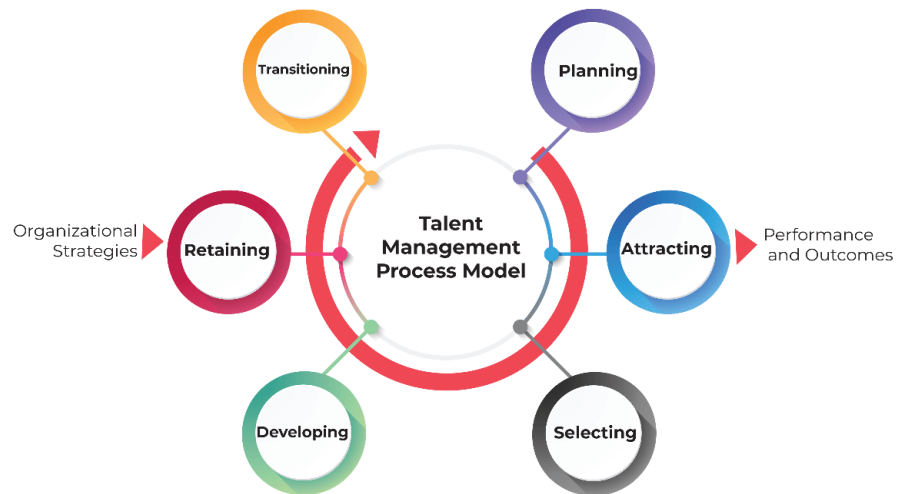 Transitioning
Planning
Organizational
Strategies
Retaining
Talent
Management
Process Model
Attracting
Performance
and Outcomes
Developing
Selecting